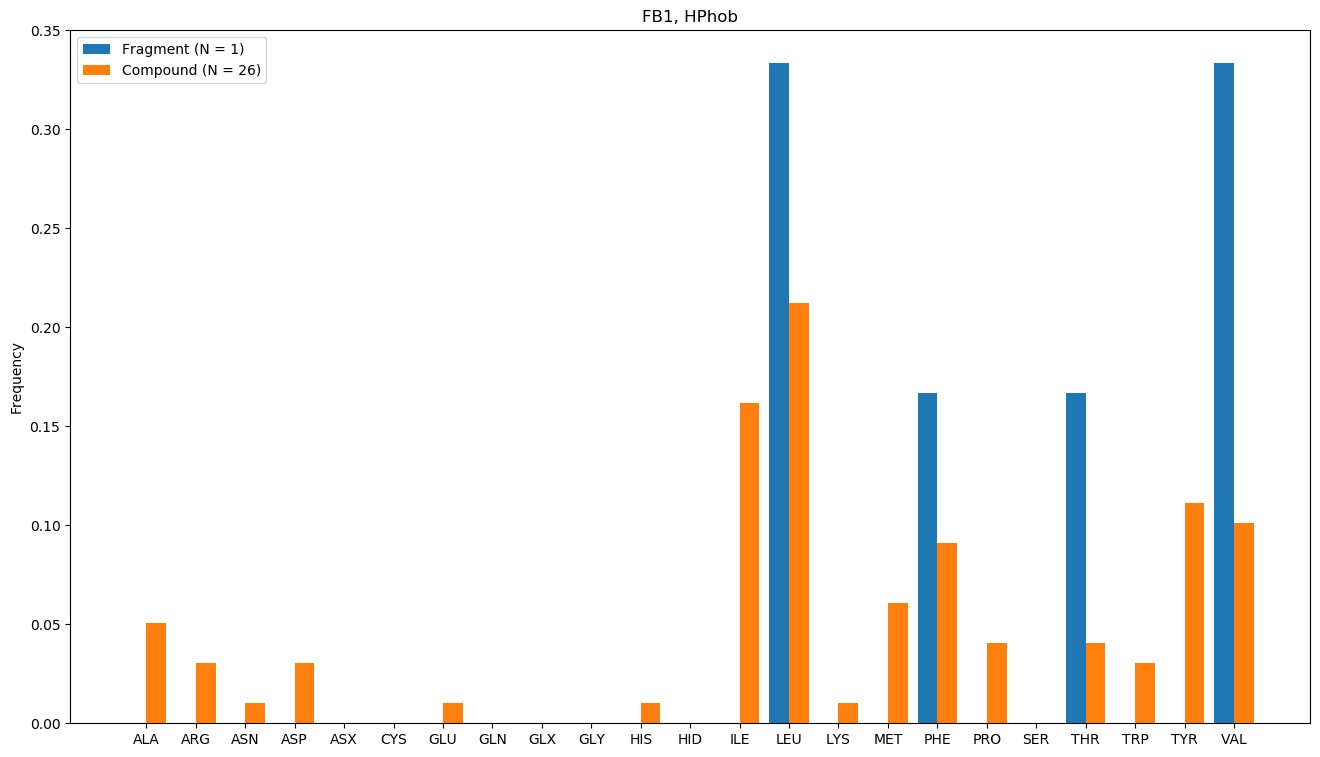 FB1, HPhob
Fragment (N = 1)
Compound (N = 26)
Frequency
0.35
0.30
0.25
0.20
0.15
0.10
0.05
0.00
ALA ARG ASN ASP ASX CYS GLU GLN GLX GLY HIS HID ILE LEU LYS MET PHE PRO SER THR TRP TYR VAL